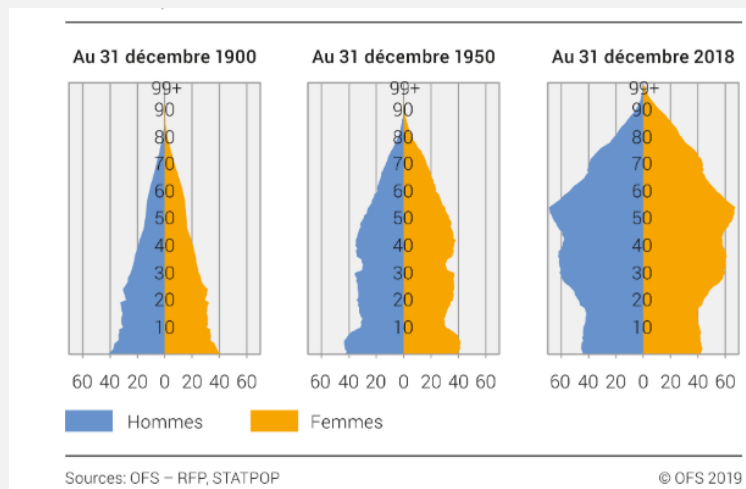 Au 31 décembre 1900 Au 31 décembre 1950 Au 31 décembre 2018
99+ 99+ 99+
90 90 90
80 80 80
70 70 70
60 60 60
50 50 50
40 40 40
30 30 30
20 20 20
10 10 10
60 40 20 0 20 40 60 60 40 20 0 20 40 60 60 40 20 0 20 40 60
Hommes Femmes
Sources: OFS – RFP, STATPOP © OFS 2019